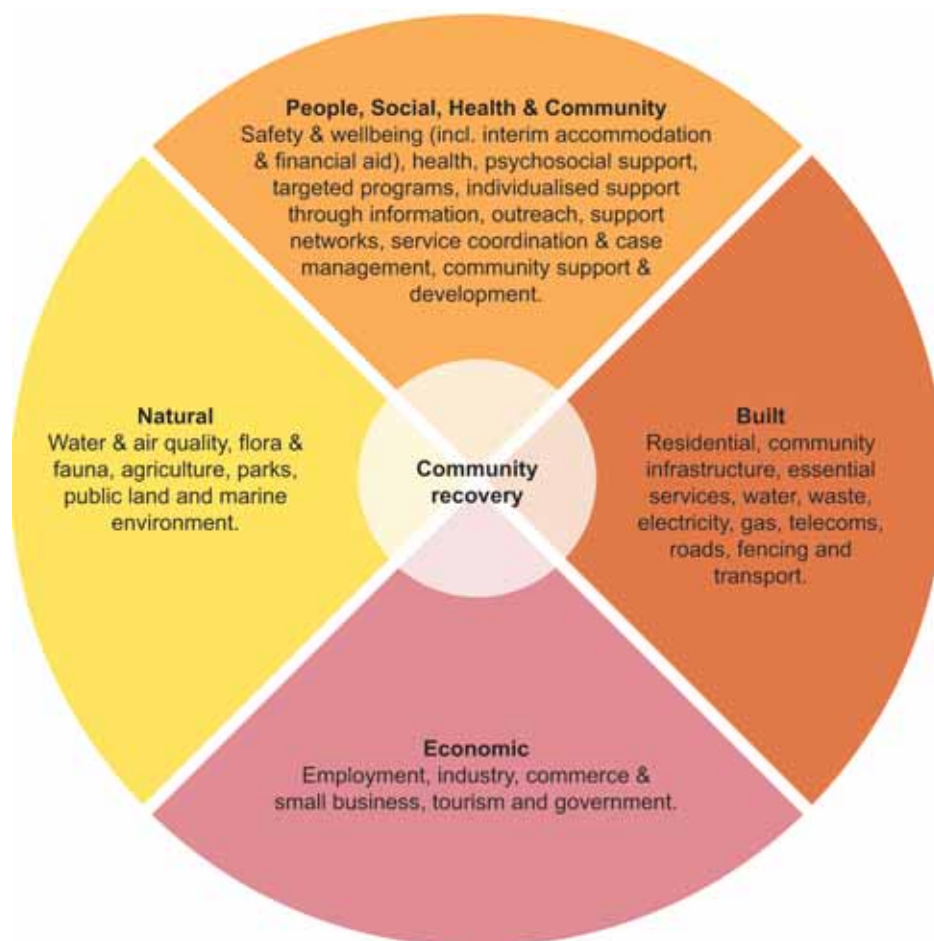 People, Social, Health & Community
Safety & wellbeing (incl. interim accommodation
& financial aid), health, psychosocial support,
targeted programs, individualised support
through information, outreach, support
networks, service coordination & case
management, community support &
development.
Natural
Water & air quality, flora &
fauna, agriculture, parks,
public land and marine
environment.
Community
recovery
Built
Residential, community
infrastructure, essential
services, water, waste,
electricity, gas, telecoms,
roads, fencing and
transport.
Economic
Employment, industry, commerce &
small business, tourism and government.